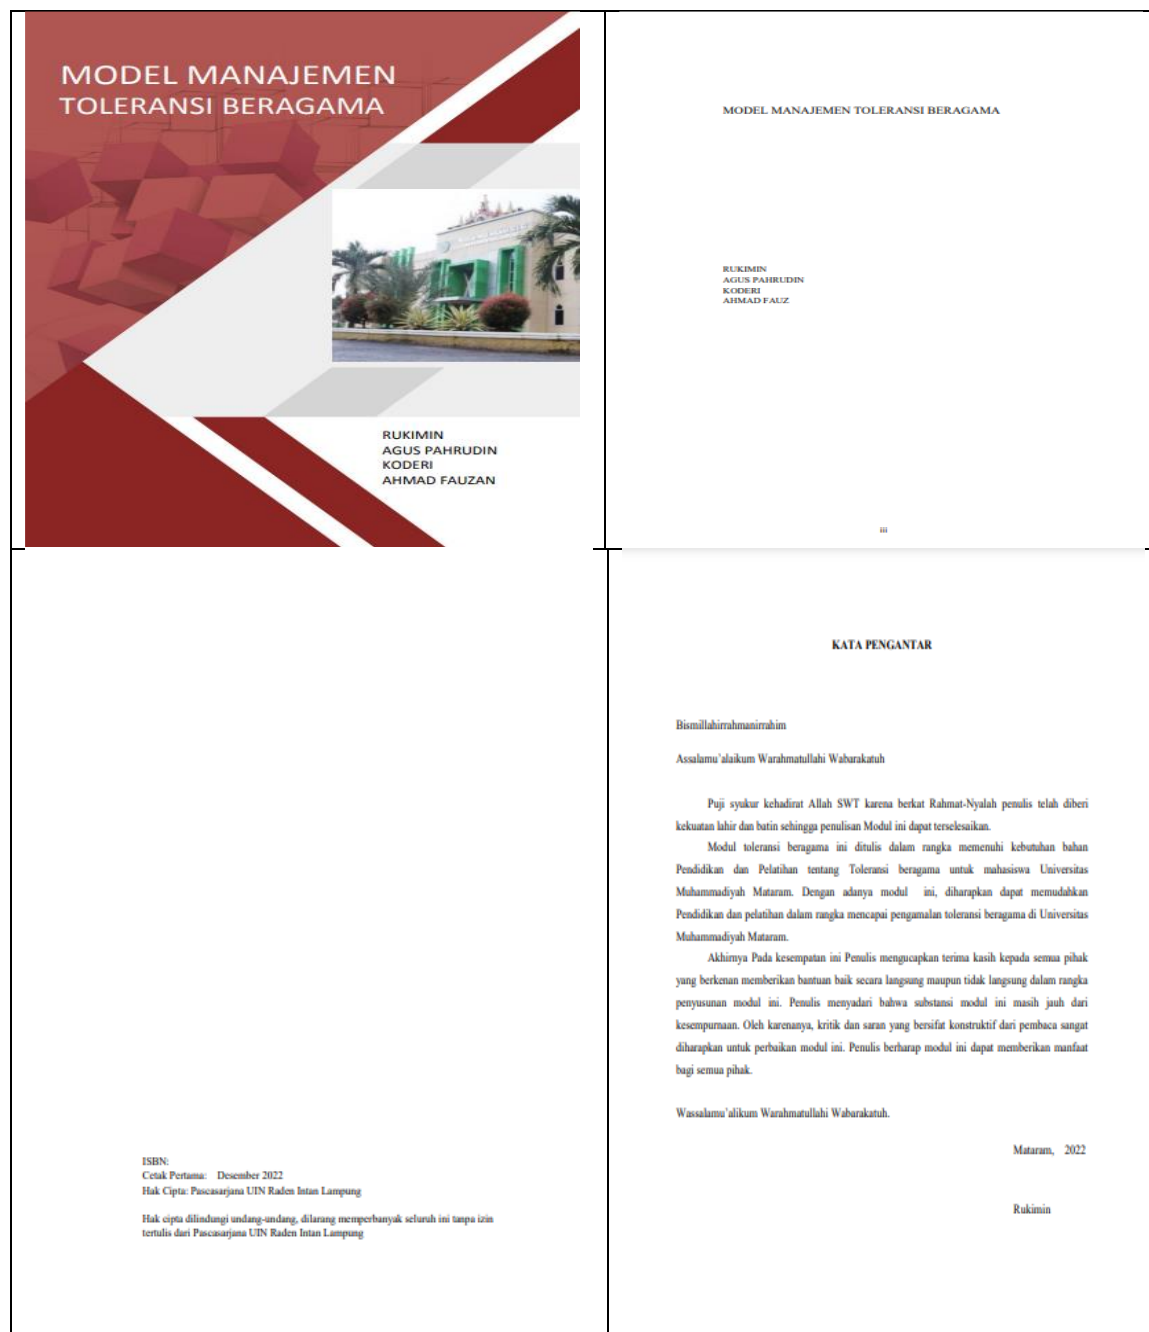 MODEL MANAJEMEN
TOLERANSI BERAGAMA
RUKIMIN
AGUS PAHRUDIN
KODERI
AHMAD FAUZAN
MODEL MANAJEMEN TOLERANSI BERAGAMA
RUKIMIN
AGUS PAHRUDIN
KODERI
AHMAD FAUZ
iii
ISBN:
Cetak Pertama: Desember 2022
Hak Cipta: Pascasarjana UIN Raden Intan Lampung
Hak cipta dilindungi undang-undang, dilarang memperbanyak seluruh ini tanpa izin
tertulis dari Pascasarjana UIN Raden Intan Lampung
KATA PENGANTAR
Bismillahirrahmanirrahim
Assalamu’alaikum Warahmatullahi Wabarakatuh
Puji syukur kehadirat Allah SWT karena berkat Rahmat-Nyalah penulis telah diberi
kekuatan lahir dan batin sehingga penulisan Modul ini dapat terselesaikan.
Modul toleransi beragama ini ditulis dalam rangka memenuhi kebutuhan bahan
Pendidikan dan Pelatihan tentang Toleransi beragama untuk mahasiswa Universitas
Muhammadiyah Mataram. Dengan adanya modul ini, diharapkan dapat memudahkan
Pendidikan dan pelatihan dalam rangka mencapai pengamalan toleransi beragama di Universitas
Muhammadiyah Mataram.
Akhirnya Pada kesempatan ini Penulis mengucapkan terima kasih kepada semua pihak
yang berkenan memberikan bantuan baik secara langsung maupun tidak langsung dalam rangka
penyusunan modul ini. Penulis menyadari bahwa substansi modul ini masih jauh dari
kesempurnaan. Oleh karenanya, kritik dan saran yang bersifat konstruktif dari pembaca sangat
diharapkan untuk perbaikan modul ini. Penulis berharap modul ini dapat memberikan manfaat
bagi semua pihak.
Wassalamu’alikum Warahmatullahi Wabarakatuh.
Mataram, 2022
Rukimin